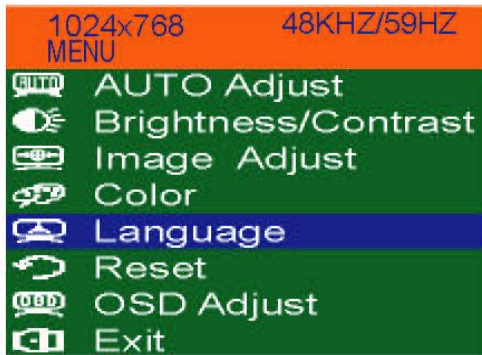 1024x768 48KHZ/59HZ
MENU
AUTO AUTO Adjust
Brightness/Contrast
Image Adjust
Color
Language
Reset
OSD Adjust
Exit